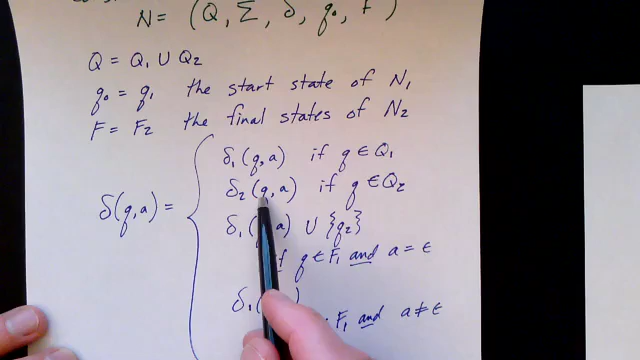 N = (Q, Σ, δ, q₀, F)
Q = Q₁ ∪ Q₂
q₀ = q₁ the start state of N₁
F = F₂ the final states of N₂
δ(q,a) =
δ₁(q,a) if q ∈ Q₁
δ₂(q,a) if q ∈ Q₂
δ₁( a) ∪ {q₂}
if q ∈ F₁ and a = ε
δ₁(
F₁ and a ≠ ε